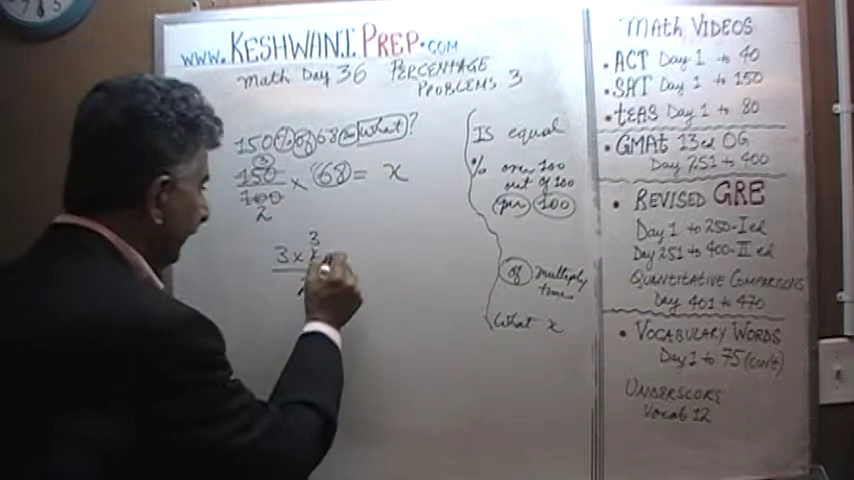 www.KESHWANI PREP.com
Math Day 36 PERCENTAGE
PROBLEMS 3
150 % of 68 is what?
3
150 × 68 = x
100
2
3
3 ×
Is equal
% over 100
out of 100
per 100
of multiply
times
What x
MATH VIDEOS
• ACT Day 1 to 40
• SAT Day 1 to 150
• tEAS Day 1 to 80
• GMAt 13ed OG
Day 251 to 400
• REVISED GRE
Day 1 to 250-I ed
Day 251 to 400-II ed
QUANTITATIVE COMPARISONS
Day 401 to 470
• VOCABULARY WORDS
Day 1 to 75 (cont)
UNDERSCORE
Vocab 12